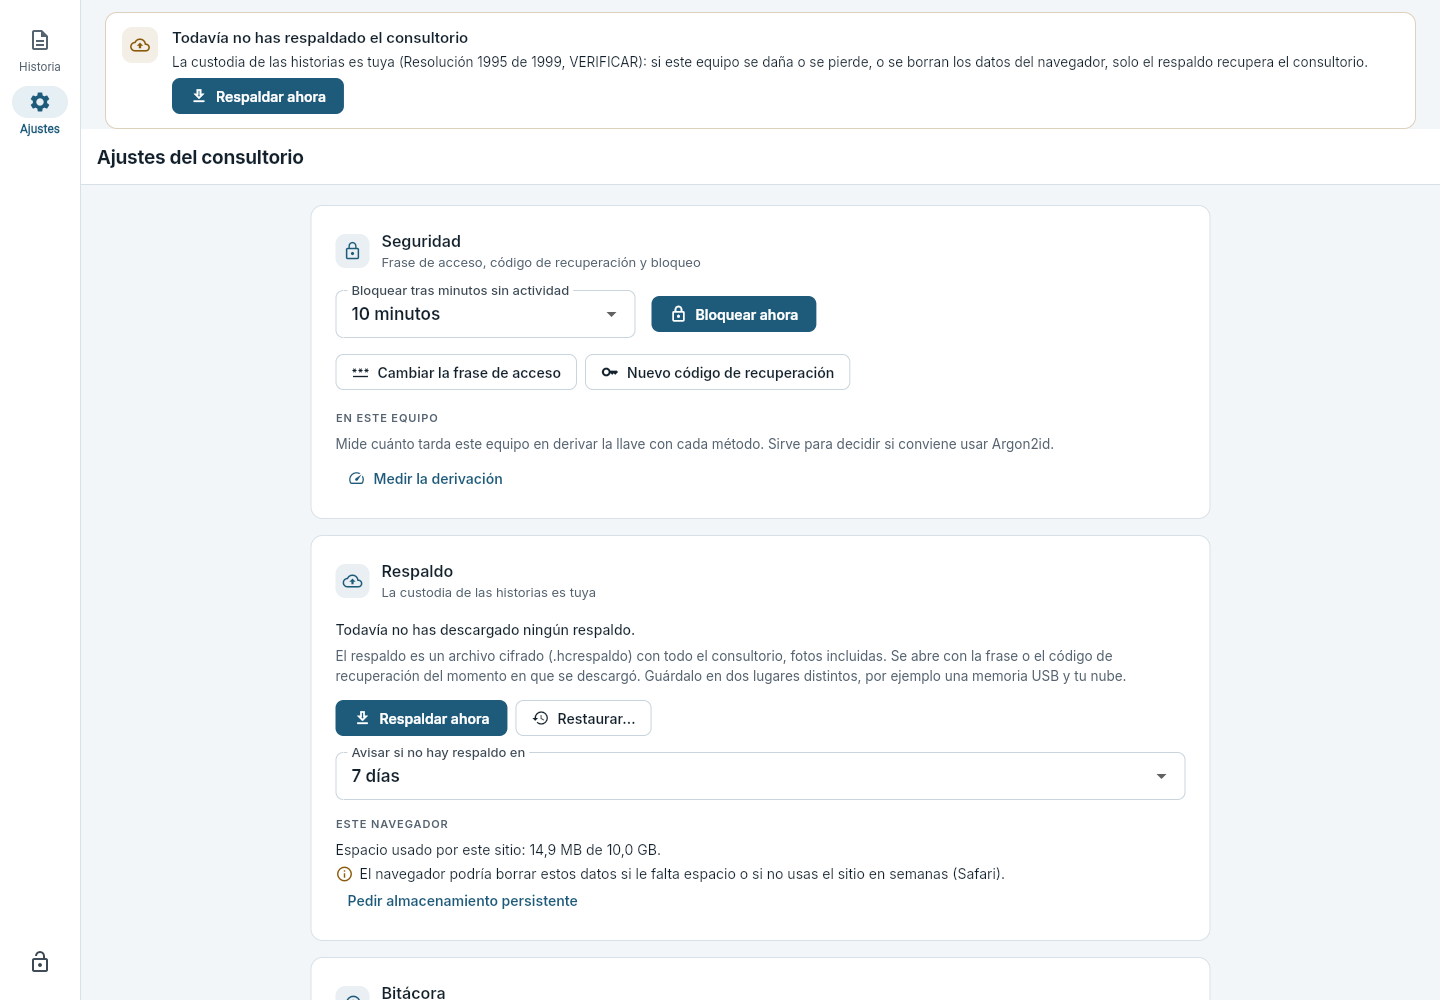 Historia
Ajustes
Todavía no has respaldado el consultorio
La custodia de las historias es tuya (Resolución 1995 de 1999, VERIFICAR): si este equipo se daña o se pierde, o se borran los datos del navegador, solo el respaldo recupera el consultorio.
Respaldar ahora
Ajustes del consultorio
Seguridad
Frase de acceso, código de recuperación y bloqueo
Bloquear tras minutos sin actividad
10 minutos
Bloquear ahora
Cambiar la frase de acceso
Nuevo código de recuperación
EN ESTE EQUIPO
Mide cuánto tarda este equipo en derivar la llave con cada método. Sirve para decidir si conviene usar Argon2id.
Medir la derivación
Respaldo
La custodia de las historias es tuya
Todavía no has descargado ningún respaldo.
El respaldo es un archivo cifrado (.hcrespaldo) con todo el consultorio, fotos incluidas. Se abre con la frase o el código de
recuperación del momento en que se descargó. Guárdalo en dos lugares distintos, por ejemplo una memoria USB y tu nube.
Respaldar ahora
Restaurar...
Avisar si no hay respaldo en
7 días
ESTE NAVEGADOR
Espacio usado por este sitio: 14,9 MB de 10,0 GB.
El navegador podría borrar estos datos si le falta espacio o si no usas el sitio en semanas (Safari).
Pedir almacenamiento persistente
Bitácora